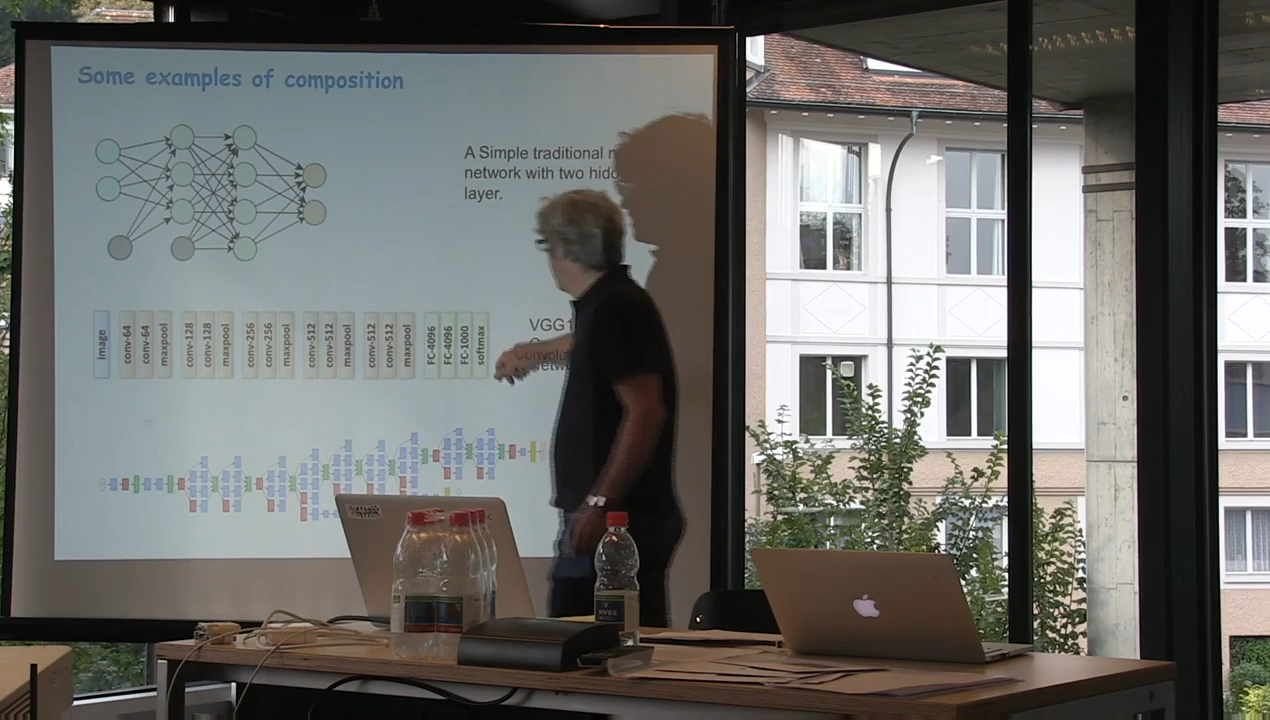 Some examples of composition
A Simple traditional
network with two
layer.
Image
conv-64
conv-64
maxpool
conv-128
conv-128
maxpool
conv-256
conv-256
maxpool
conv-512
conv-512
maxpool
conv-512
conv-512
maxpool
FC-4096
FC-4096
FC-1000
softmax
VIVES